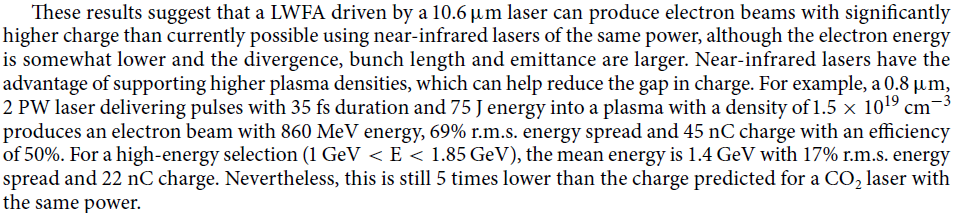 These results suggest that a LWFA driven by a 10.6 μm laser can produce electron beams with significantly
higher charge than currently possible using near-infrared lasers of the same power, although the electron energy
is somewhat lower and the divergence, bunch length and emittance are larger. Near-infrared lasers have the
advantage of supporting higher plasma densities, which can help reduce the gap in charge. For example, a 0.8 μm,
2 PW laser delivering pulses with 35 fs duration and 75 J energy into a plasma with a density of 1.5 × 10¹⁹ cm⁻³
produces an electron beam with 860 MeV energy, 69% r.m.s. energy spread and 45 nC charge with an efficiency
of 50%. For a high-energy selection (1 GeV < E < 1.85 GeV), the mean energy is 1.4 GeV with 17% r.m.s. energy
spread and 22 nC charge. Nevertheless, this is still 5 times lower than the charge predicted for a CO₂ laser with
the same power.